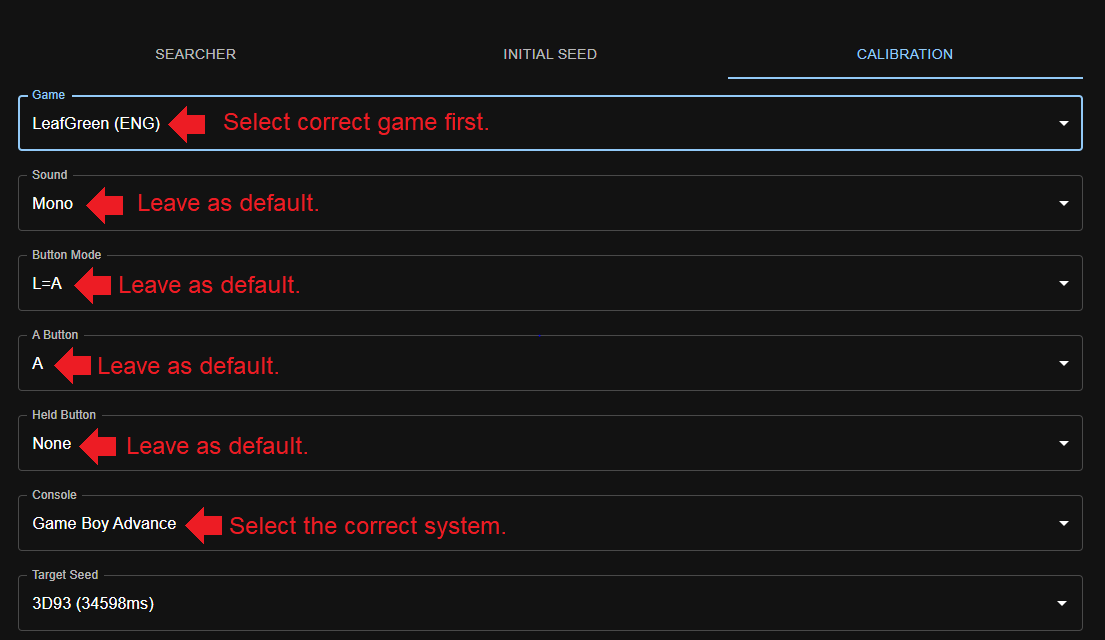 SEARCHER INITIAL SEED CALIBRATION
Game
LeafGreen (ENG) Select correct game first.
Sound
Mono Leave as default.
Button Mode
L=A Leave as default.
A Button
A Leave as default.
Held Button
None Leave as default.
Console
Game Boy Advance Select the correct system.
Target Seed
3D93 (34598ms)